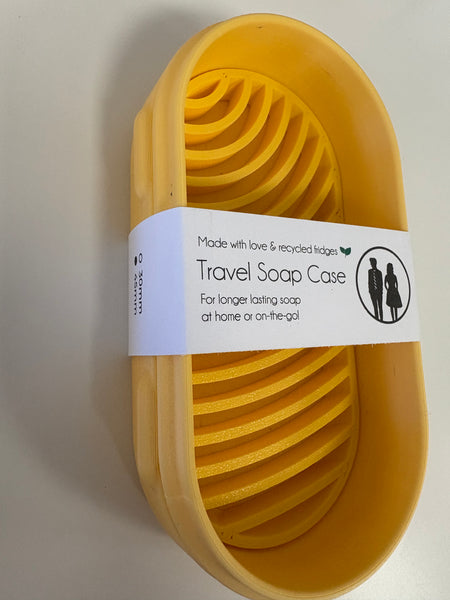 Made with love & recycled fridges
Travel Soap Case
For longer lasting soap
at home or on-the-go!
30mm
45mm